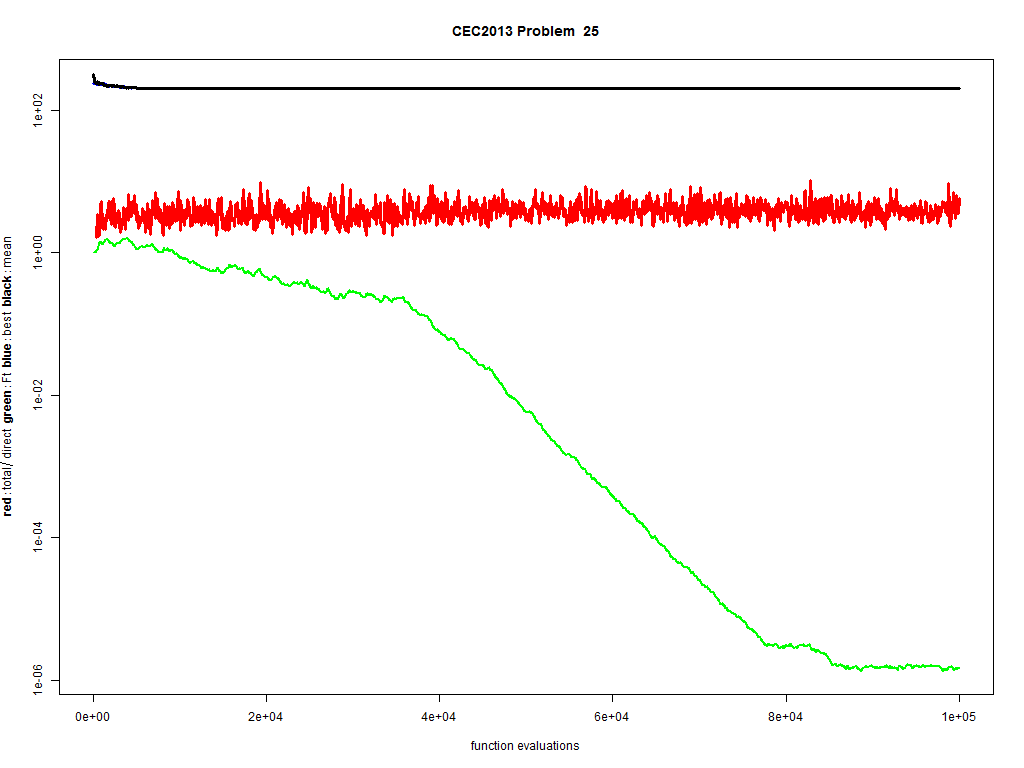 CEC2013 Problem 25
red : total/ direct green : Ft blue : best black : mean
1e+02
1e+00
1e-02
1e-04
1e-06
0e+00 2e+04 4e+04 6e+04 8e+04 1e+05
function evaluations